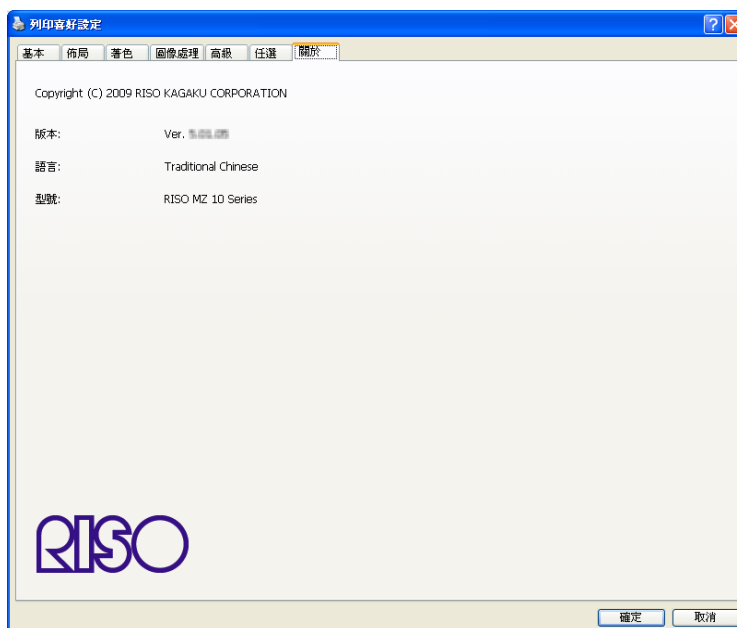 列印喜好設定
基本 佈局 著色 圖像處理 高級 任選 關於
Copyright (C) 2009 RISO KAGAKU CORPORATION
版本: Ver.
語言: Traditional Chinese
型號: RISO MZ 10 Series
RISO
確定 取消